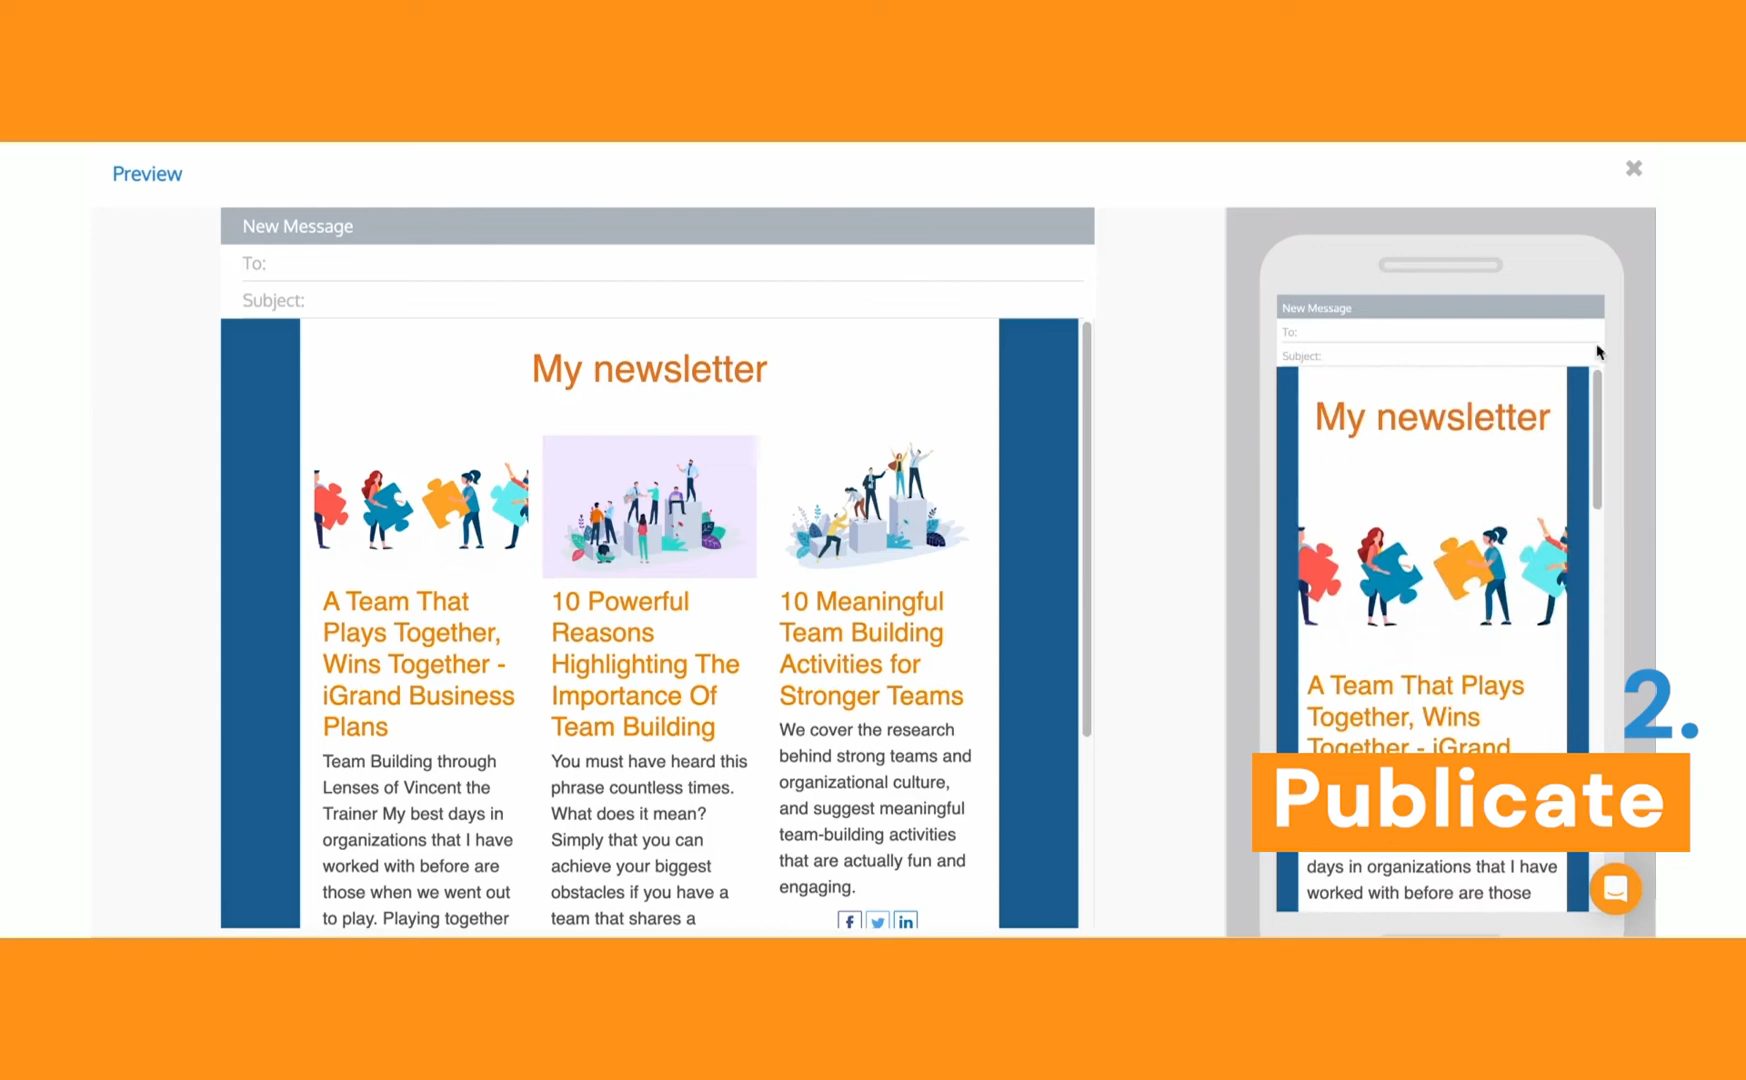 Preview
New Message
To:
Subject:
My newsletter
A Team That
Plays Together,
Wins Together -
iGrand Business
Plans
Team Building through
Lenses of Vincent the
Trainer My best days in
organizations that I have
worked with before are
those when we went out
to play. Playing together
10 Powerful
Reasons
Highlighting The
Importance Of
Team Building
You must have heard this
phrase countless times.
What does it mean?
Simply that you can
achieve your biggest
obstacles if you have a
team that shares a
10 Meaningful
Team Building
Activities for
Stronger Teams
We cover the research
behind strong teams and
organizational culture,
and suggest meaningful
team-building activities
that are actually fun and
engaging.
New Message
To:
Subject:
My newsletter
A Team That Plays
Together, Wins
Together - iGrand
2.
Publicate
days in organizations that I have
worked with before are those